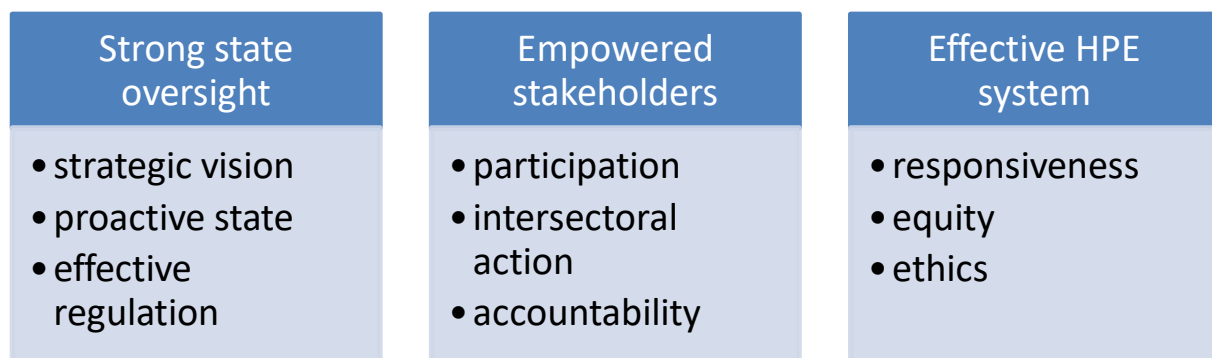 Strong state
oversight
• strategic vision
• proactive state
• effective
regulation
Empowered
stakeholders
• participation
• intersectoral
action
• accountability
Effective HPE
system
• responsiveness
• equity
• ethics